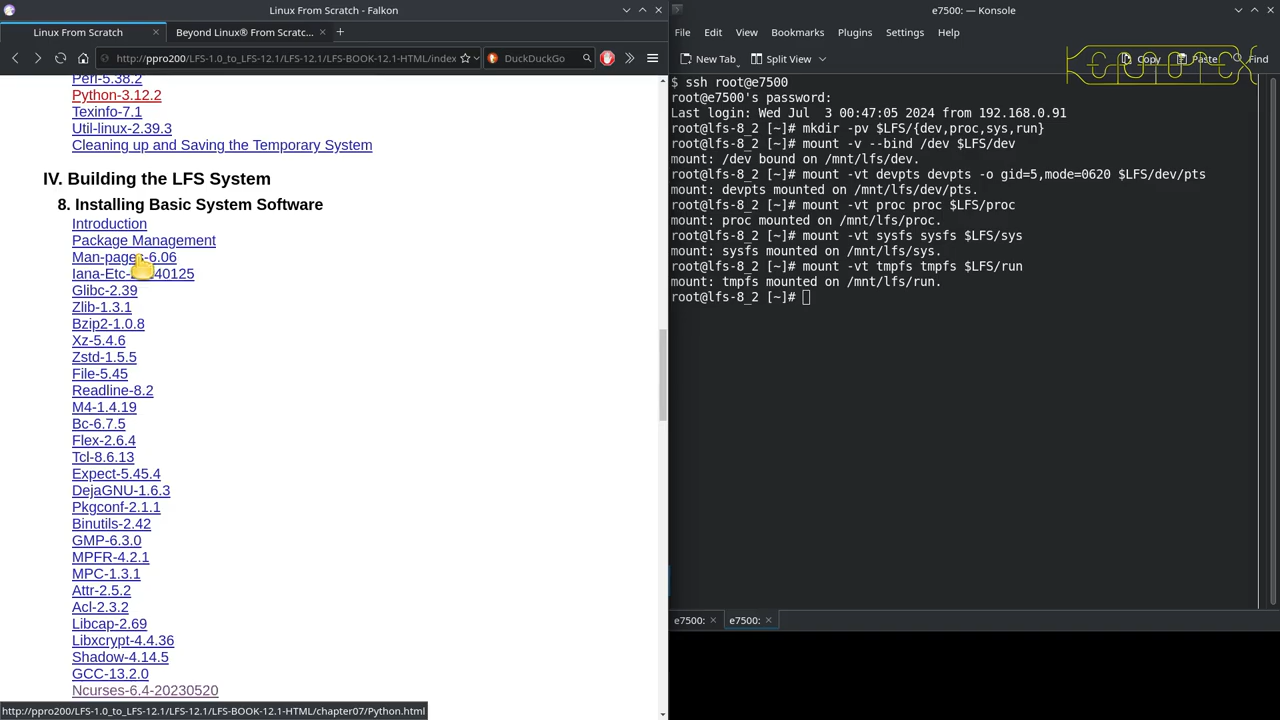 Linux From Scratch - Falkon
Linux From Scratch
Beyond Linux® From Scratc...
http://ppro200/LFS-1.0_to_LFS-12.1/LFS-12.1/LFS-BOOK-12.1-HTML/index
DuckDuckGo
Perl-5.38.2
Python-3.12.2
Texinfo-7.1
Util-linux-2.39.3
Cleaning up and Saving the Temporary System
IV. Building the LFS System
8. Installing Basic System Software
Introduction
Package Management
Man-pages-6.06
Iana-Etc-20240125
Glibc-2.39
Zlib-1.3.1
Bzip2-1.0.8
Xz-5.4.6
Zstd-1.5.5
File-5.45
Readline-8.2
M4-1.4.19
Bc-6.7.5
Flex-2.6.4
Tcl-8.6.13
Expect-5.45.4
DejaGNU-1.6.3
Pkgconf-2.1.1
Binutils-2.42
GMP-6.3.0
MPFR-4.2.1
MPC-1.3.1
Attr-2.5.2
Acl-2.3.2
Libcap-2.69
Libxcrypt-4.4.36
Shadow-4.14.5
GCC-13.2.0
Ncurses-6.4-20230520
http://ppro200/LFS-1.0_to_LFS-12.1/LFS-12.1/LFS-BOOK-12.1-HTML/chapter07/Python.html
e7500: — Konsole
File Edit View Bookmarks Plugins Settings Help
New Tab Split View Copy Paste Find
$ ssh root@e7500
root@e7500's password:
Last login: Wed Jul  3 00:47:05 2024 from 192.168.0.91
root@lfs-8_2 [~]# mkdir -pv $LFS/{dev,proc,sys,run}
root@lfs-8_2 [~]# mount -v --bind /dev $LFS/dev
mount: /dev bound on /mnt/lfs/dev.
root@lfs-8_2 [~]# mount -vt devpts devpts -o gid=5,mode=0620 $LFS/dev/pts
mount: devpts mounted on /mnt/lfs/dev/pts.
root@lfs-8_2 [~]# mount -vt proc proc $LFS/proc
mount: proc mounted on /mnt/lfs/proc.
root@lfs-8_2 [~]# mount -vt sysfs sysfs $LFS/sys
mount: sysfs mounted on /mnt/lfs/sys.
root@lfs-8_2 [~]# mount -vt tmpfs tmpfs $LFS/run
mount: tmpfs mounted on /mnt/lfs/run.
root@lfs-8_2 [~]#
e7500: e7500: